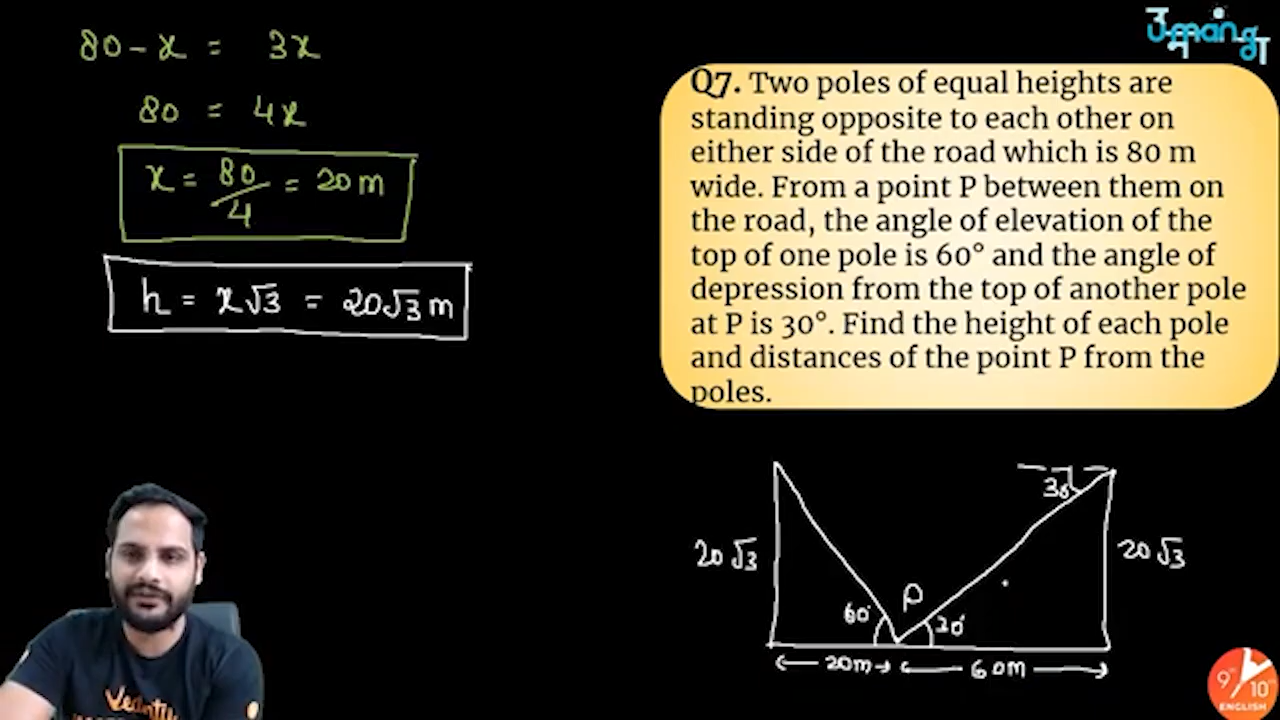 80 - x = 3x
80 = 4x
x = 80/4 = 20 m
h = x√3 = 20√3 m
उmaंang
Q7. Two poles of equal heights are
standing opposite to each other on
either side of the road which is 80 m
wide. From a point P between them on
the road, the angle of elevation of the
top of one pole is 60° and the angle of
depression from the top of another pole
at P is 30°. Find the height of each pole
and distances of the point P from the
poles.
30°
20√3
20√3
P
60°
30°
20m
60m
Vedantu
9th 10th
ENGLISH